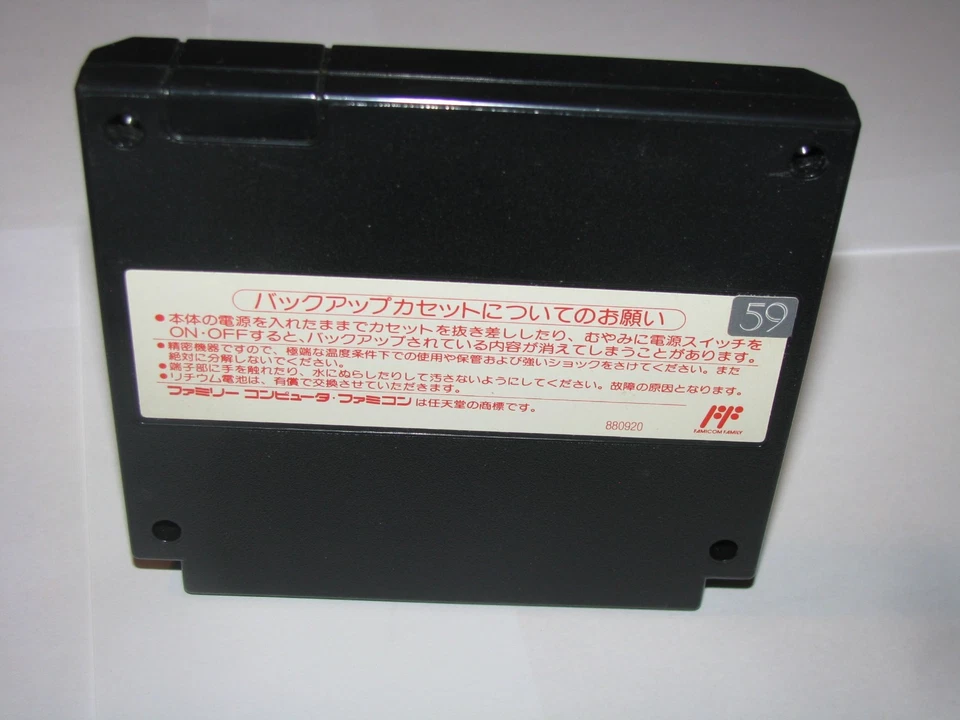 バックアップカセットについてのお願い
59
●本体の電源を入れたままでカセットを抜き差ししたり、むやみに電源スイッチを
ON・OFFすると、バックアップされている内容が消えてしまうことがあります。
●精密機器ですので、極端な温度条件下での使用や保管および強いショックをさけてください。また
絶対に分解しないでください。
●端子部に手を触れたり、水にぬらしたりして汚さないようにしてください。故障の原因となります。
●リチウム電池は、有償で交換させていただきます。
ファミリー コンピュータ・ファミコン は任天堂の商標です。
880920
FAMICOM FAMILY